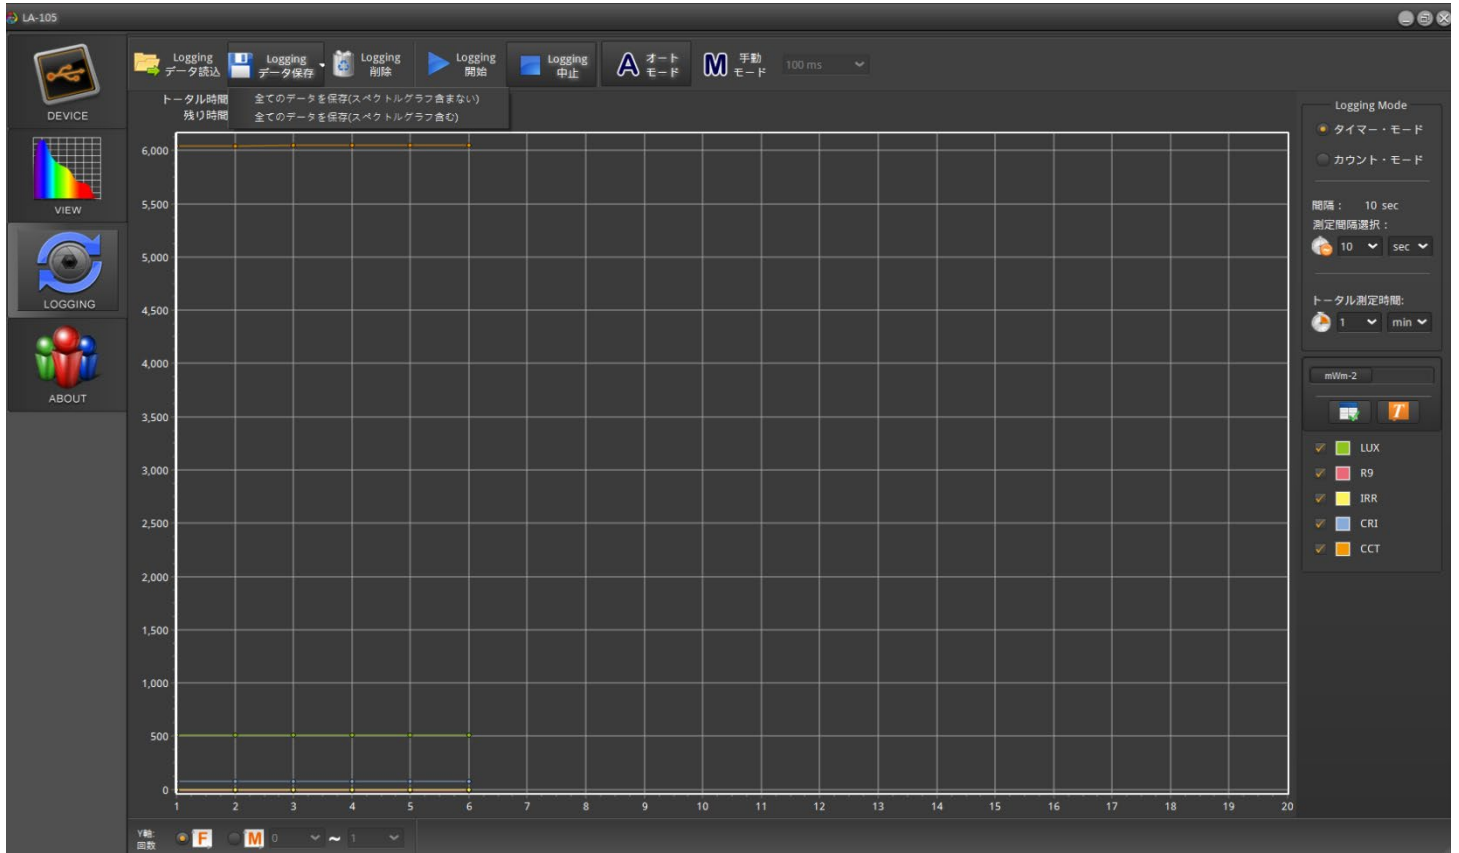 LA-105
DEVICE
VIEW
LOGGING
ABOUT
Logging
データ読込
Logging
データ保存
Logging
削除
Logging
開始
Logging
中止
A
オート
モード
M
手動
モード
100 ms
トータル時間
残り時間
全てのデータを保存(スペクトルグラフ含まない)
全てのデータを保存(スペクトルグラフ含む)
6,000
5,500
5,000
4,500
4,000
3,500
3,000
2,500
2,000
1,500
1,000
500
0
1 2 3 4 5 6 7 8 9 10 11 12 13 14 15 16 17 18 19 20
Y軸:
回数
F
M
0 ~ 1
Logging Mode
タイマー・モード
カウント・モード
間隔： 10 sec
測定間隔選択：
10 sec
トータル測定時間:
1 min
mWm-2
T
LUX
R9
IRR
CRI
CCT